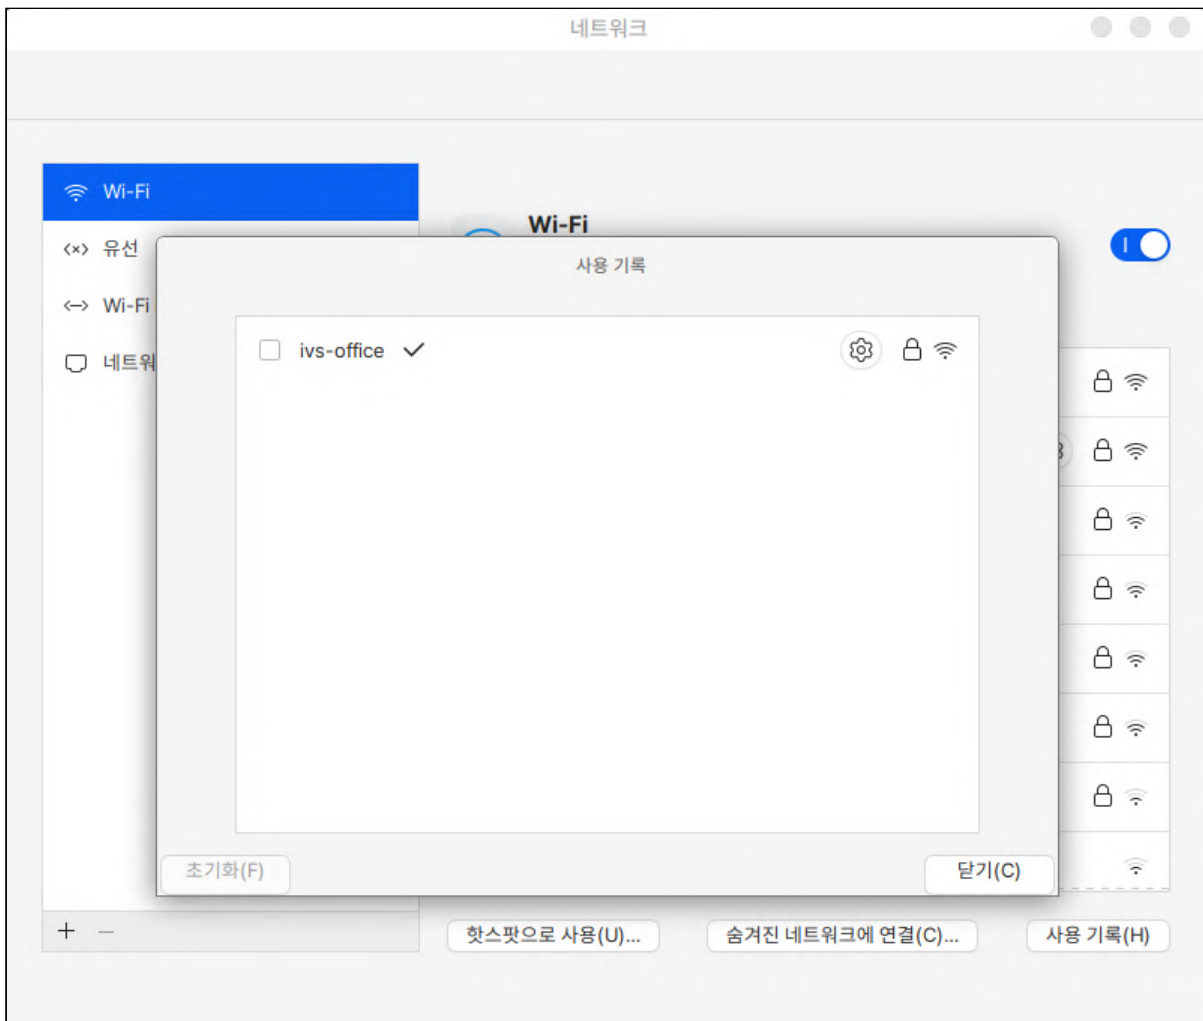 네트워크
Wi-Fi
유선
Wi-Fi
네트워
Wi-Fi
사용 기록
ivs-office
초기화(F)
닫기(C)
핫스팟으로 사용(U)...
숨겨진 네트워크에 연결(C)...
사용 기록(H)